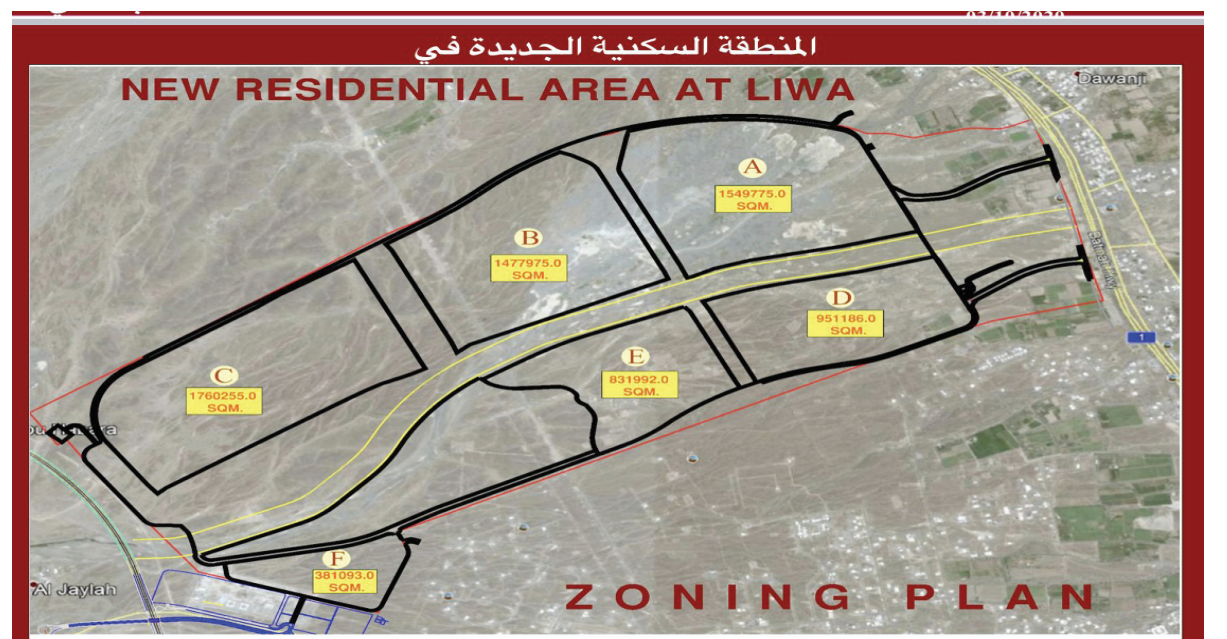 المنطقة السكنية الجديدة في
NEW RESIDENTIAL AREA AT LIWA
Dawanji
A
1549775.0
SQM.
B
1477975.0
SQM.
D
951186.0
SQM.
1
E
831992.0
SQM.
C
1760255.0
SQM.
F
381093.0
SQM.
Al Jaylah
ZONING PLAN